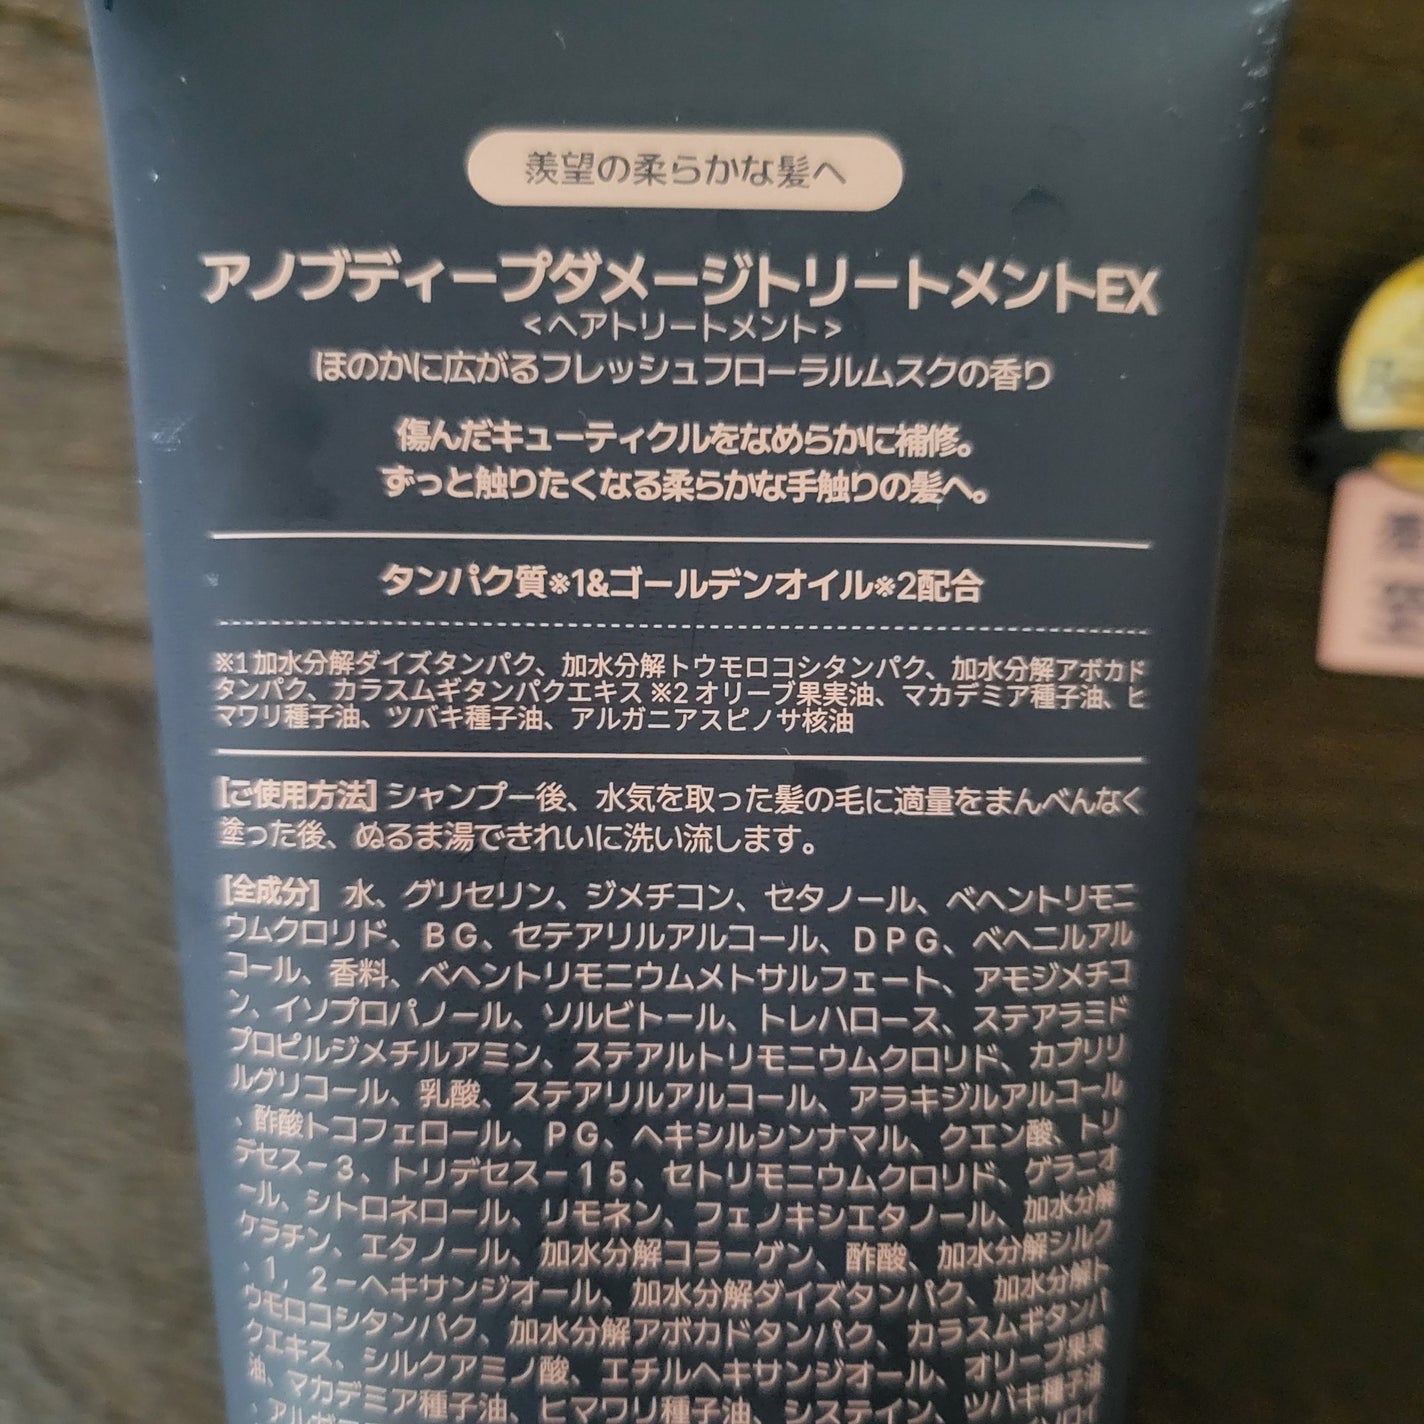 羨望の柔らかな髪へ
アノブディープダメージトリートメントEX
<ヘアトリートメント>
ほのかに広がるフレッシュフローラルムスクの香り
傷んだキューティクルをなめらかに補修。
ずっと触りたくなる柔らかな手触りの髪へ。
タンパク質※1&ゴールデンオイル※2配合
※1 加水分解ダイズタンパク、加水分解トウモロコシタンパク、加水分解アボカド
タンパク、カラスムギタンパクエキス ※2 オリーブ果実油、マカデミア種子油、ヒ
マワリ種子油、ツバキ種子油、アルガニアスピノサ核油
[ご使用方法] シャンプー後、水気を取った髪の毛に適量をまんべんなく
塗った後、ぬるま湯できれいに洗い流します。
[全成分] 水、グリセリン、ジメチコン、セタノール、ベヘントリモニ
ウムクロリド、BG、セテアリルアルコール、DPG、ベヘニルアル
コール、香料、ベヘントリモニウムメトサルフェート、アモジメチコ
ン、イソプロパノール、ソルビトール、トレハロース、ステアラミド
プロピルジメチルアミン、ステアルトリモニウムクロリド、カプリリ
ルグリコール、乳酸、ステアリルアルコール、アラキジルアルコール
、酢酸トコフェロール、PG、ヘキシルシンナマル、クエン酸、トリ
デセス－3、トリデセス－15、セトリモニウムクロリド、ゲラニオ
ール、シトロネロール、リモネン、フェノキシエタノール、加水分解
ケラチン、エタノール、加水分解コラーゲン、酢酸、加水分解シルク
、1，2－ヘキサンジオール、加水分解ダイズタンパク、加水分解ト
ウモロコシタンパク、加水分解アボカドタンパク、カラスムギタンパ
クエキス、シルクアミノ酸、エチルヘキサンジオール、オリーブ果実
油、マカデミア種子油、ヒマワリ種子油、システイン、ツバキ種子油